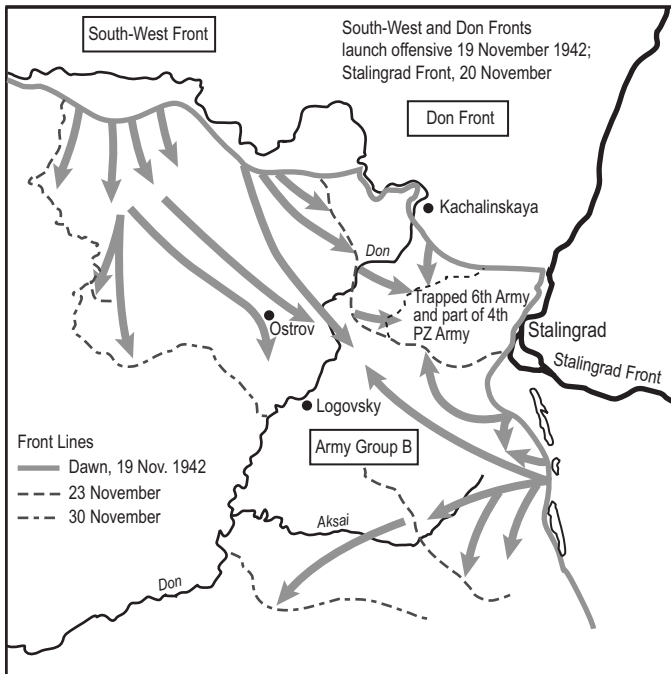 South-West Front
South-West and Don Fronts
launch offensive 19 November 1942;
Stalingrad Front, 20 November
Don Front
Kachalinskaya
Don
Trapped 6th Army
and part of 4th
PZ Army
Ostrov
Stalingrad
Stalingrad Front
Logovsky
Army Group B
Front Lines
Dawn, 19 Nov. 1942
23 November
30 November
Aksai
Don